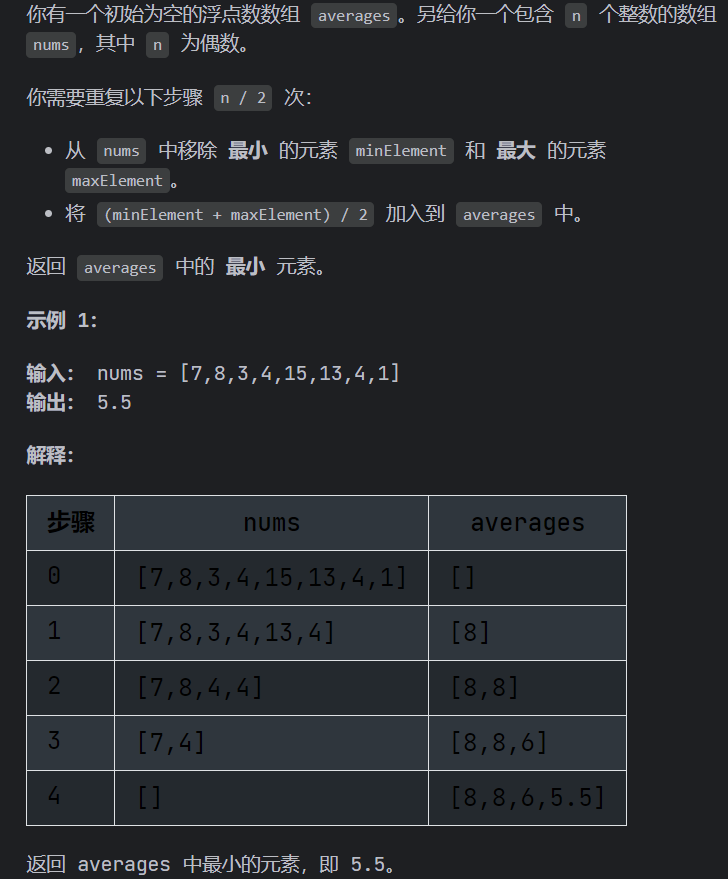 你有一个初始为空的浮点数数组 averages。另给你一个包含 n 个整数的数组
nums，其中 n 为偶数。
你需要重复以下步骤 n / 2 次：
• 从 nums 中移除 最小 的元素 minElement 和 最大 的元素
maxElement。
• 将 (minElement + maxElement) / 2 加入到 averages 中。
返回 averages 中的 最小 元素。
示例 1：
输入： nums = [7,8,3,4,15,13,4,1]
输出： 5.5
解释：
步骤 nums averages
0 [7,8,3,4,15,13,4,1] []
1 [7,8,3,4,13,4] [8]
2 [7,8,4,4] [8,8]
3 [7,4] [8,8,6]
4 [] [8,8,6,5.5]
返回 averages 中最小的元素，即 5.5。